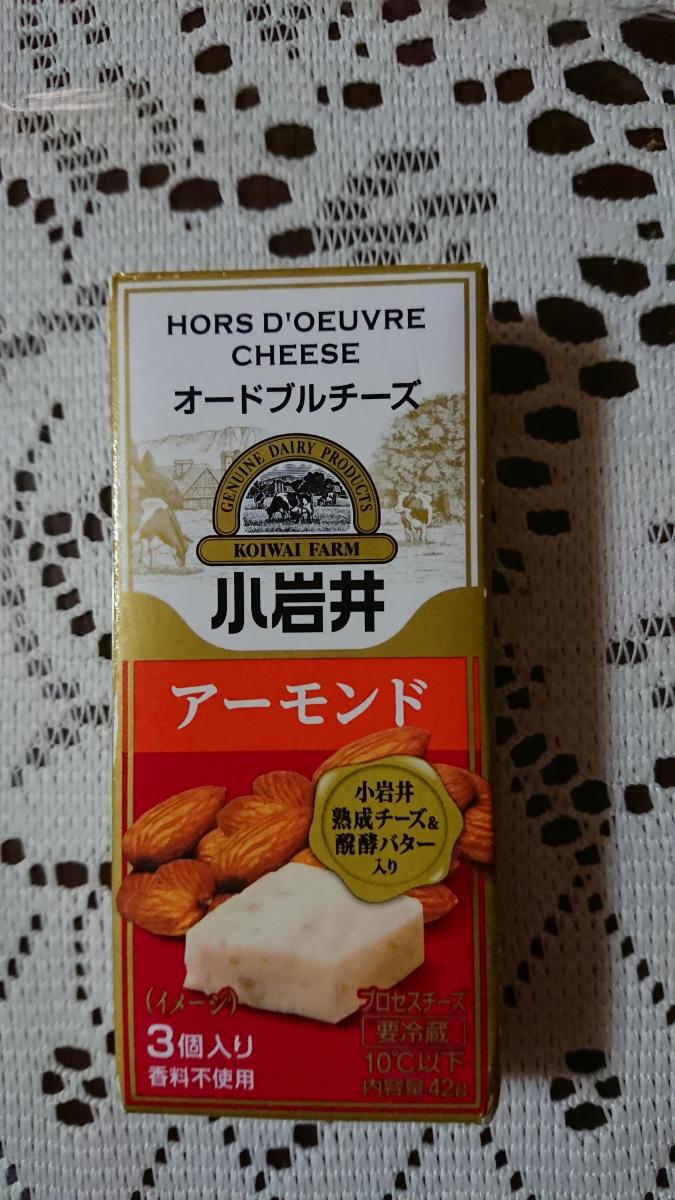 HORS D'OEUVRE
CHEESE
オードブルチーズ
GENUINE DAIRY PRODUCTS
KOIWAI FARM
小岩井
アーモンド
小岩井
熟成チーズ&
醗酵バター
入り
(イメージ)
3個入り
香料不使用
プロセスチーズ
要冷蔵
10℃以下
内容量42g